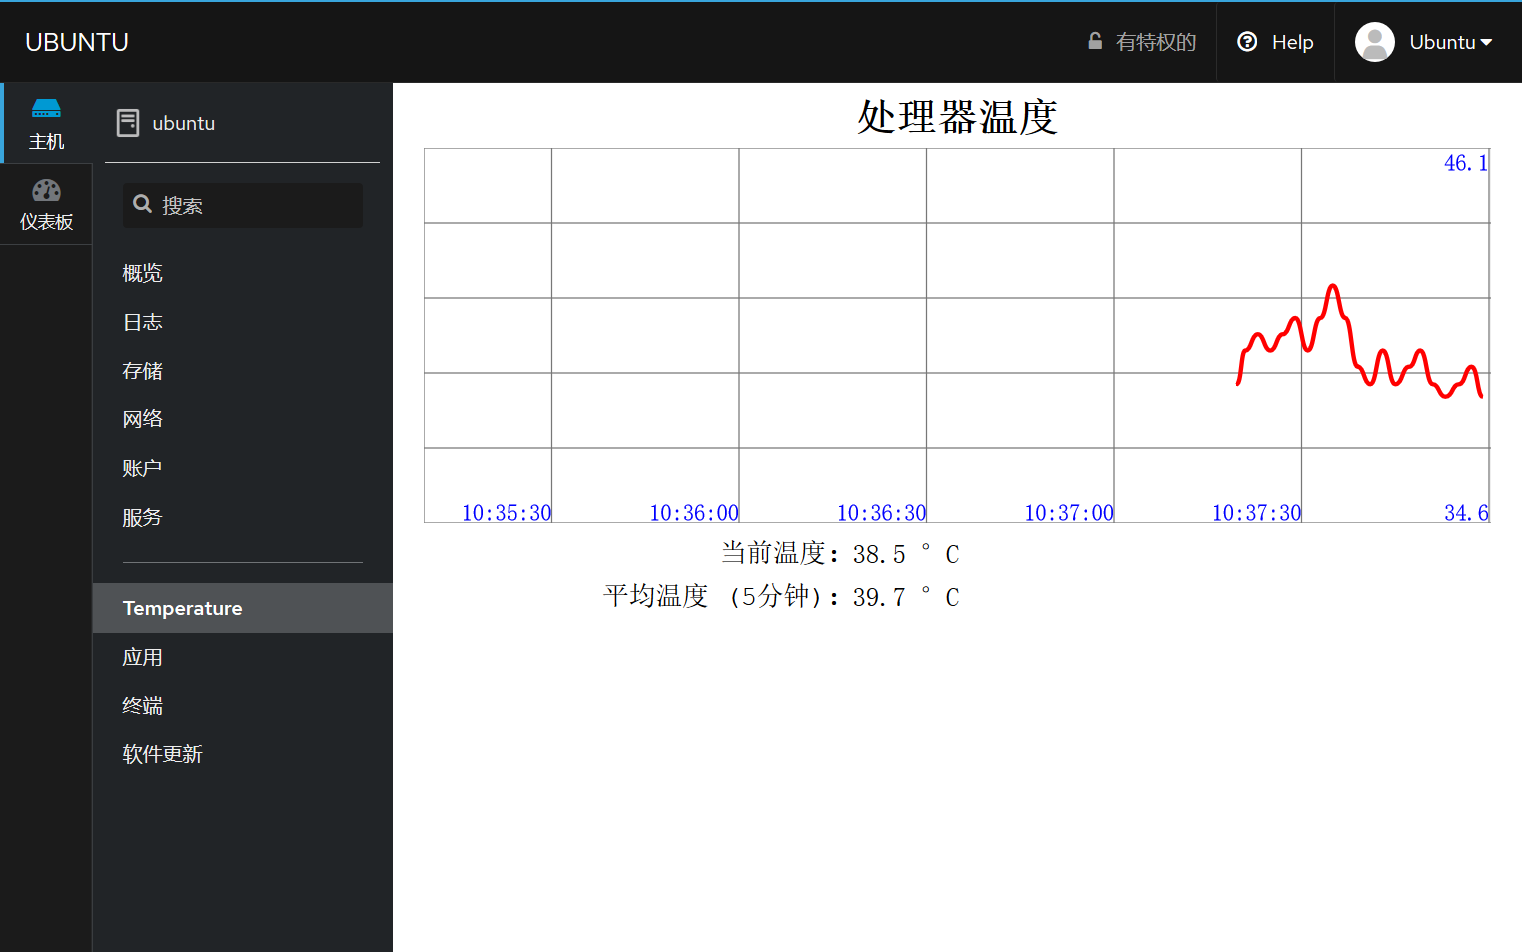 UBUNTU
有特权的
Help
Ubuntu
主机
仪表板
ubuntu
搜索
概览
日志
存储
网络
账户
服务
Temperature
应用
终端
软件更新
处理器温度
46.1
10:35:30 10:36:00 10:36:30 10:37:00 10:37:30 34.6
当前温度：38.5 °C
平均温度 (5分钟)：39.7 °C